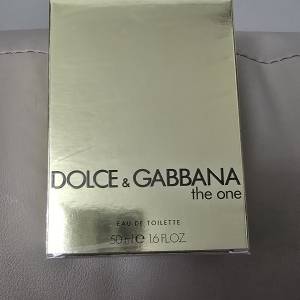 DOLCE & GABBANA
the one
EAU DE TOILETTE
50 ml ℮ 1.6 FL.OZ.